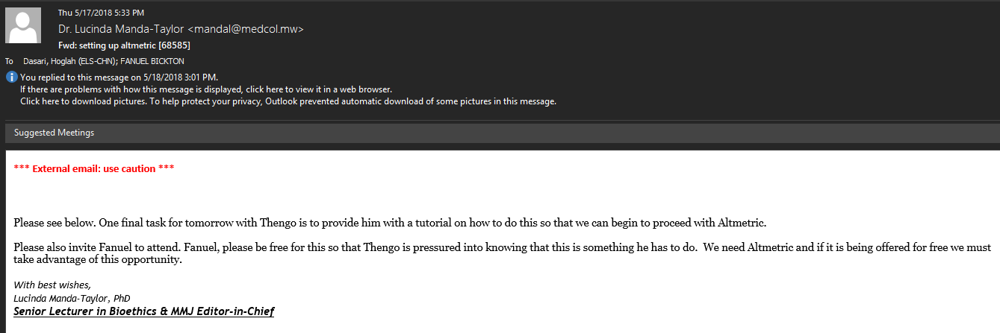 Thu 5/17/2018 5:33 PM
Dr. Lucinda Manda-Taylor <mandal@medcol.mw>
Fwd: setting up altmetric [68585]
To Dasari, Hoglah (ELS-CHN); FANUEL BICKTON
You replied to this message on 5/18/2018 3:01 PM.
If there are problems with how this message is displayed, click here to view it in a web browser.
Click here to download pictures. To help protect your privacy, Outlook prevented automatic download of some pictures in this message.
Suggested Meetings
*** External email: use caution ***
Please see below. One final task for tomorrow with Thengo is to provide him with a tutorial on how to do this so that we can begin to proceed with Altmetric.
Please also invite Fanuel to attend. Fanuel, please be free for this so that Thengo is pressured into knowing that this is something he has to do.  We need Altmetric and if it is being offered for free we must
take advantage of this opportunity.
With best wishes,
Lucinda Manda-Taylor, PhD
Senior Lecturer in Bioethics & MMJ Editor-in-Chief